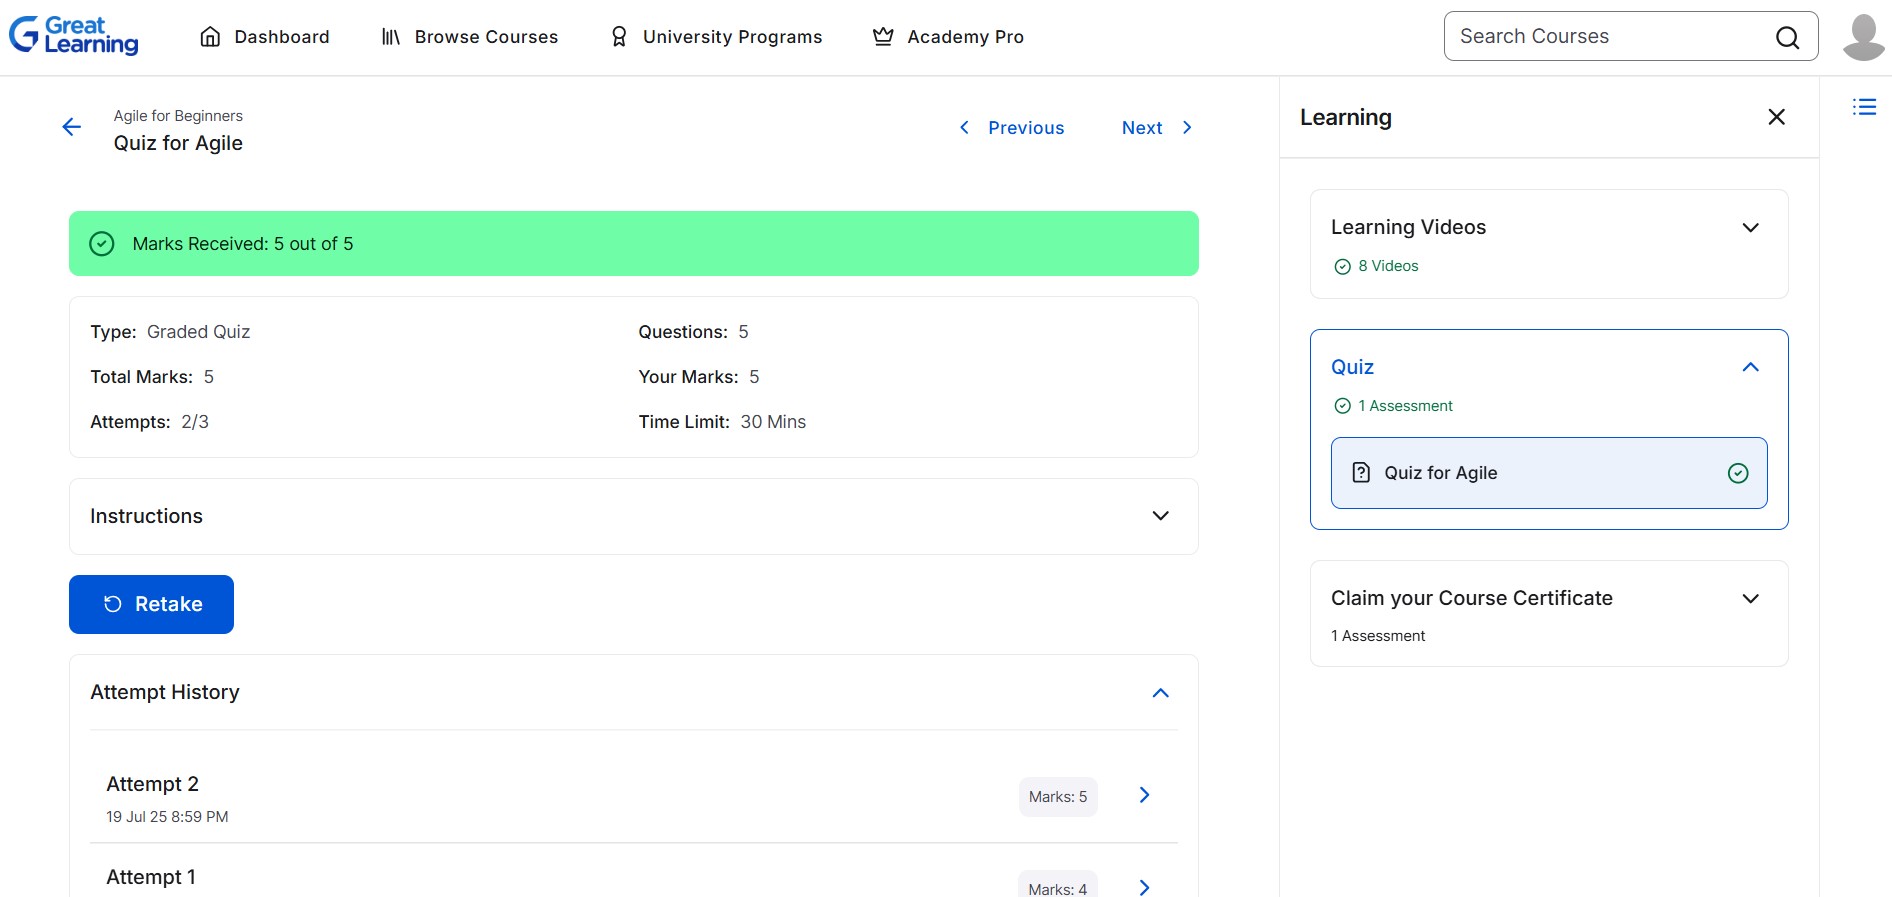 Great Learning
Dashboard
Browse Courses
University Programs
Academy Pro
Search Courses
Agile for Beginners
Quiz for Agile
Previous
Next
Marks Received: 5 out of 5
Type: Graded Quiz
Questions: 5
Total Marks: 5
Your Marks: 5
Attempts: 2/3
Time Limit: 30 Mins
Instructions
Retake
Attempt History
Attempt 2
19 Jul 25 8:59 PM
Marks: 5
Attempt 1
Marks: 4
Learning
Learning Videos
8 Videos
Quiz
1 Assessment
Quiz for Agile
Claim your Course Certificate
1 Assessment